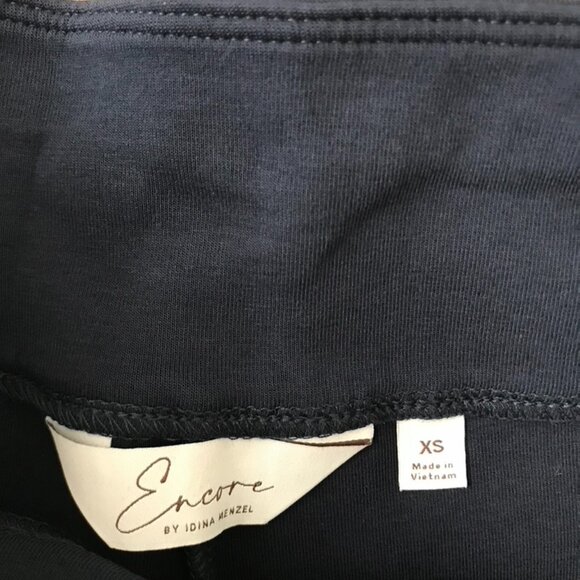 Encore
BY IDINA MENZEL
XS
Made in
Vietnam